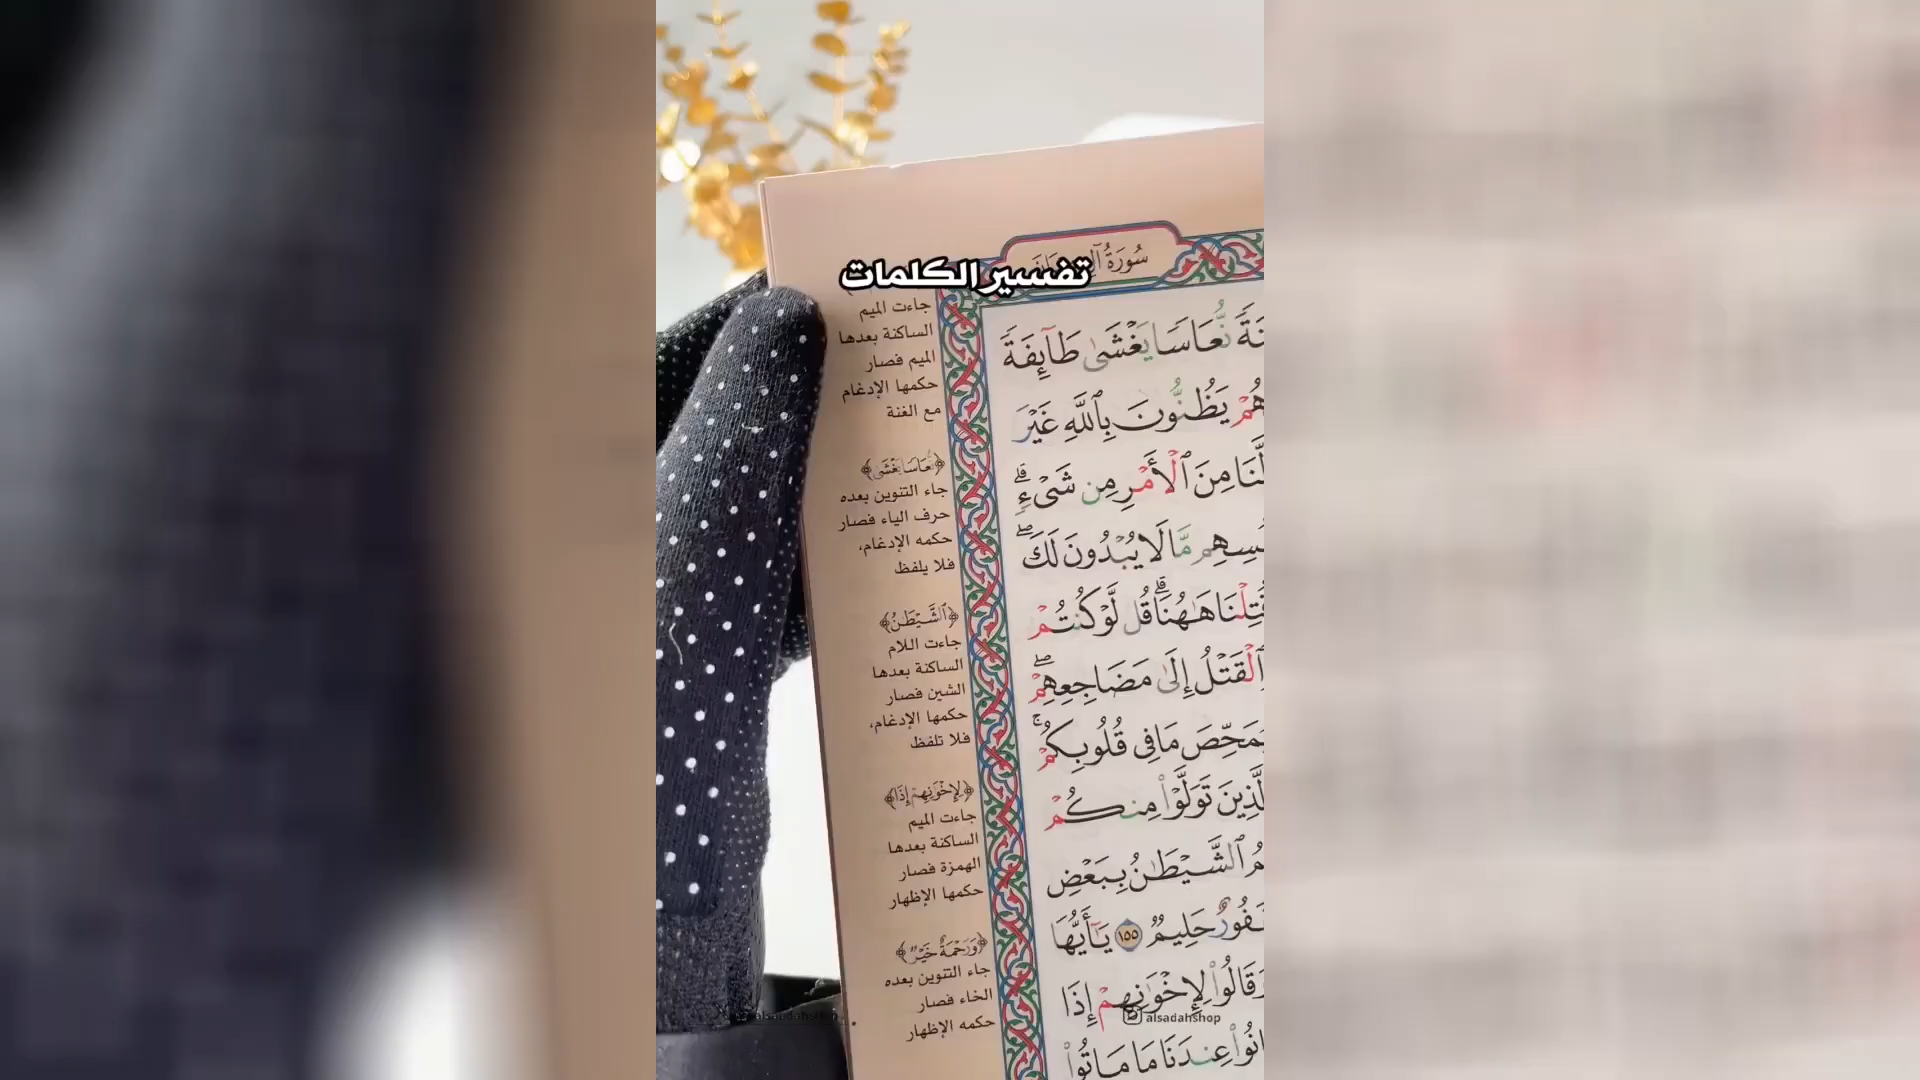 تفسير الكلمات
سُورَةُ
نُّعَاسًا يَغْشَىٰ طَآئِفَةً
يَظُنُّونَ بِٱللَّهِ غَيْرَ
لَّنَا مِنَ ٱلْأَمْرِ مِن شَىْءٍ ۗ
مَّا لَا يُبْدُونَ لَكَ ۖ
قُتِلْنَا هَـٰهُنَا ۗ قُل لَّوْ كُنتُمْ
ٱلْقَتْلُ إِلَىٰ مَضَاجِعِهِمْ ۖ
مَا فِى قُلُوبِكُمْ ۚ
تَوَلَّوْا۟ مِنكُمْ
ٱلشَّيْطَـٰنُ بِبَعْضِ
حَلِيمٌ ١٥٥ يَـٰٓأَيُّهَا
وَقَالُوا۟ لِإِخْوَٰنِهِمْ إِذَا
عِندَنَا مَا مَاتُوا۟
جاءت الميم
الساكنة بعدها
الميم فصار
حكمها الإدغام
مع الغنة
﴿نُّعَاسًا يَغْشَىٰ﴾
جاء التنوين بعده
حرف الياء فصار
حكمه الإدغام،
فلا يلفظ
﴿ٱلشَّيْطَـٰنُ﴾
جاءت اللام
الساكنة بعدها
الشين فصار
حكمها الإدغام،
فلا تلفظ
﴿لِإِخْوَٰنِهِمْ إِذَا﴾
جاءت الميم
الساكنة بعدها
الهمزة فصار
حكمها الإظهار
﴿وَرَحْمَةٌ خَيْرٌ﴾
جاء التنوين بعده
الخاء فصار
حكمه الإظهار
alsadahshop